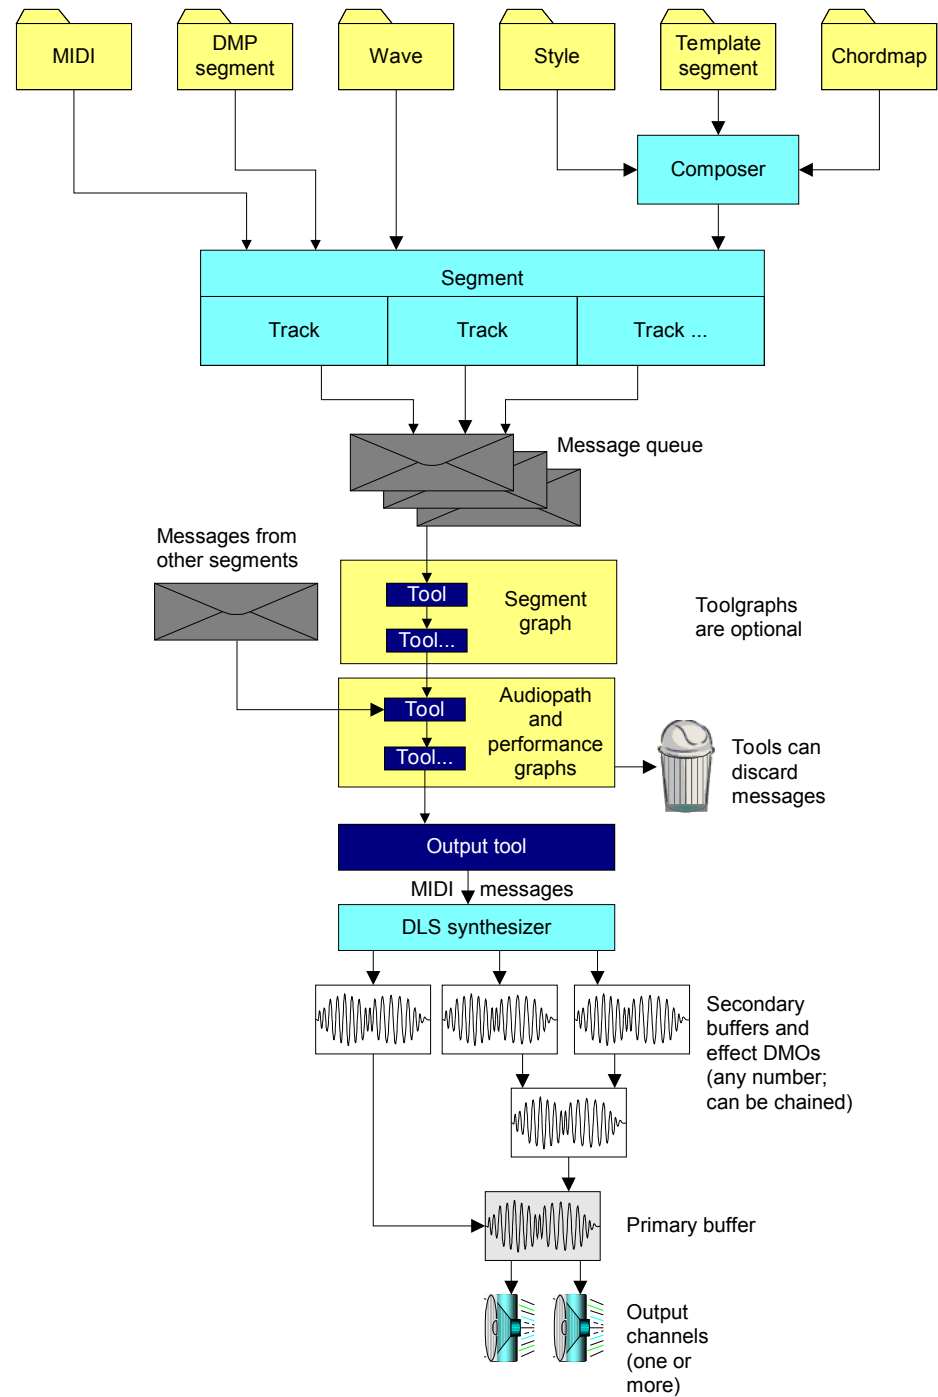 MIDI
DMP
segment
Wave
Style
Template
segment
Chordmap
Composer
Segment
Track
Track
Track ...
Message queue
Messages from
other segments
Tool
Tool...
Segment
graph
Toolgraphs
are optional
Tool
Tool...
Audiopath
and
performance
graphs
Tools can
discard
messages
Output tool
MIDI messages
DLS synthesizer
Secondary
buffers and
effect DMOs
(any number;
can be chained)
Primary buffer
Output
channels
(one or
more)